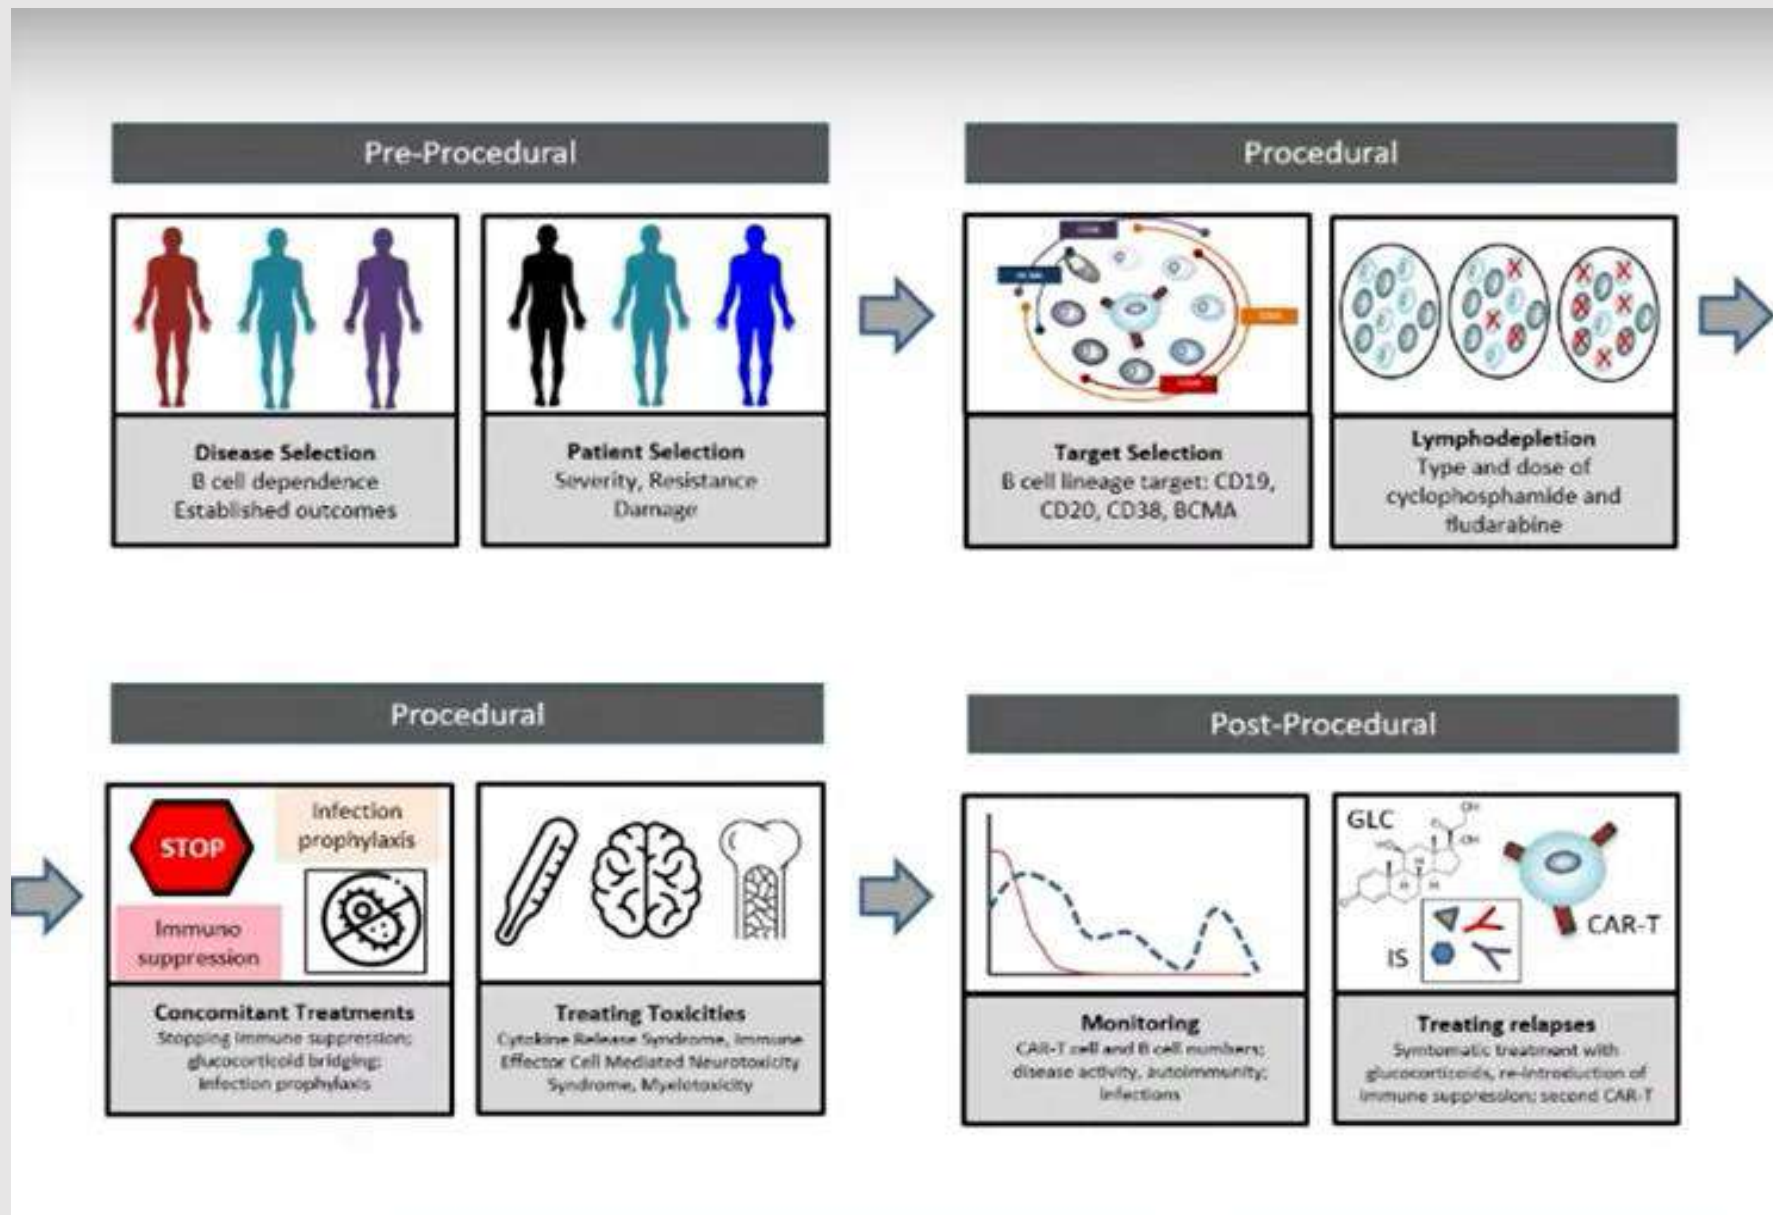 Pre-Procedural
Disease Selection
B cell dependence
Established outcomes
Patient Selection
Severity, Resistance
Damage
Procedural
Target Selection
B cell lineage target: CD19,
CD20, CD38, BCMA
Lymphodepletion
Type and dose of
cyclophosphamide and
fludarabine
Procedural
STOP
Infection
prophylaxis
Immuno
suppression
Concomitant Treatments
Stopping immune suppression;
glucocorticoid bridging;
Infection prophylaxis
Treating Toxicities
Cytokine Release Syndrome, Immune
Effector Cell Mediated Neurotoxicity
Syndrome, Myelotoxicity
Post-Procedural
Monitoring
CAR-T cell and B cell numbers;
disease activity, autoimmunity;
Infections
GLC
OH
O
OH
HO
H
H
H
O
CAR-T
IS
Treating relapses
Symtomatic treatment with
glucocorticoids, re-introduction of
immune suppression; second CAR-T